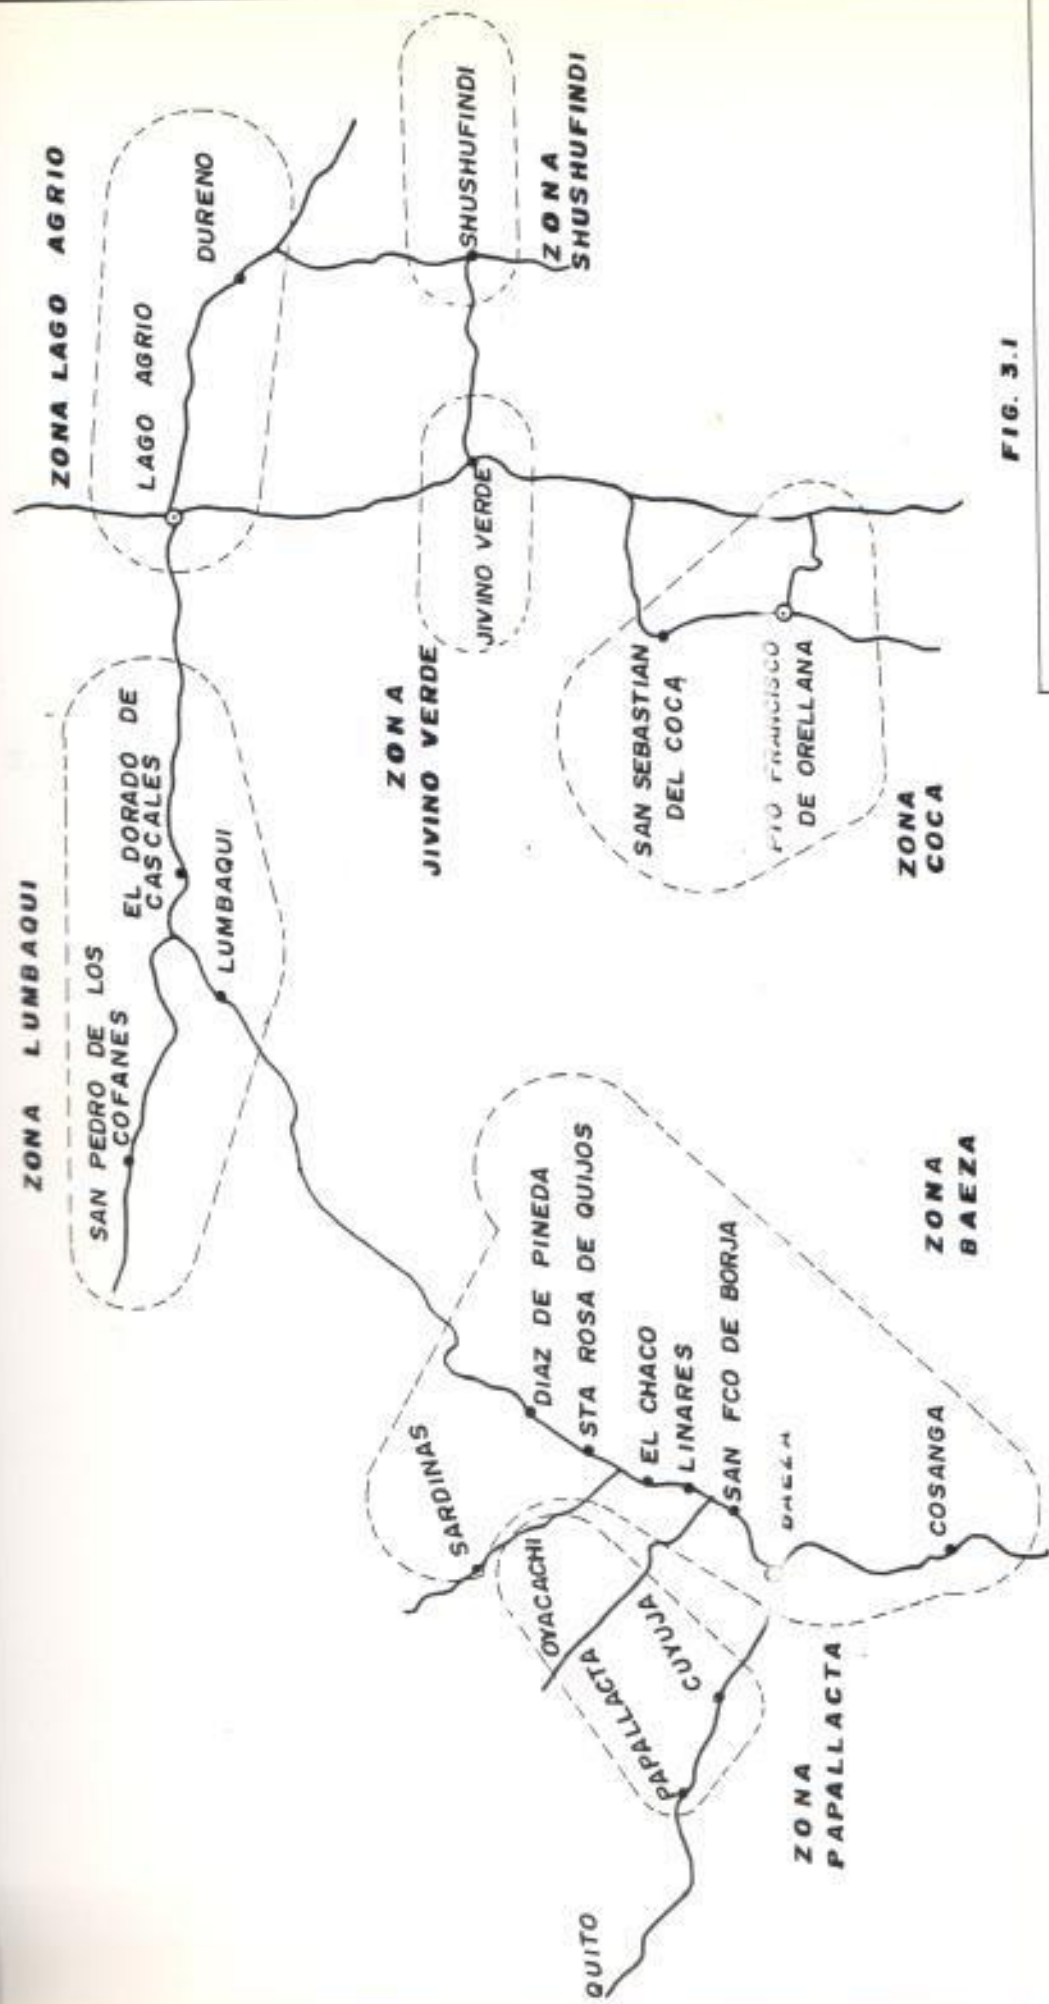 ZONA LUMBAQUI
ZONA LAGO AGRIO
SAN PEDRO DE LOS
COFANES
EL DORADO DE
CASCALES
LUMBAQUI
LAGO AGRIO
DURENO
ZONA
JIVINO VERDE
JIVINO VERDE
SHUSHUFINDI
ZONA
SHUSHUFINDI
SAN SEBASTIAN
DEL COCA
PTO FRANCISCO
DE ORELLANA
ZONA
COCA
SARDINAS
DIAZ DE PINEDA
STA ROSA DE QUIJOS
EL CHACO
LINARES
SAN FCO DE BORJA
BAEZA
COSANGA
ZONA
BAEZA
OYACACHI
PAPALLACTA
CUYUJA
QUITO
ZONA
PAPALLACTA
FIG. 3.1